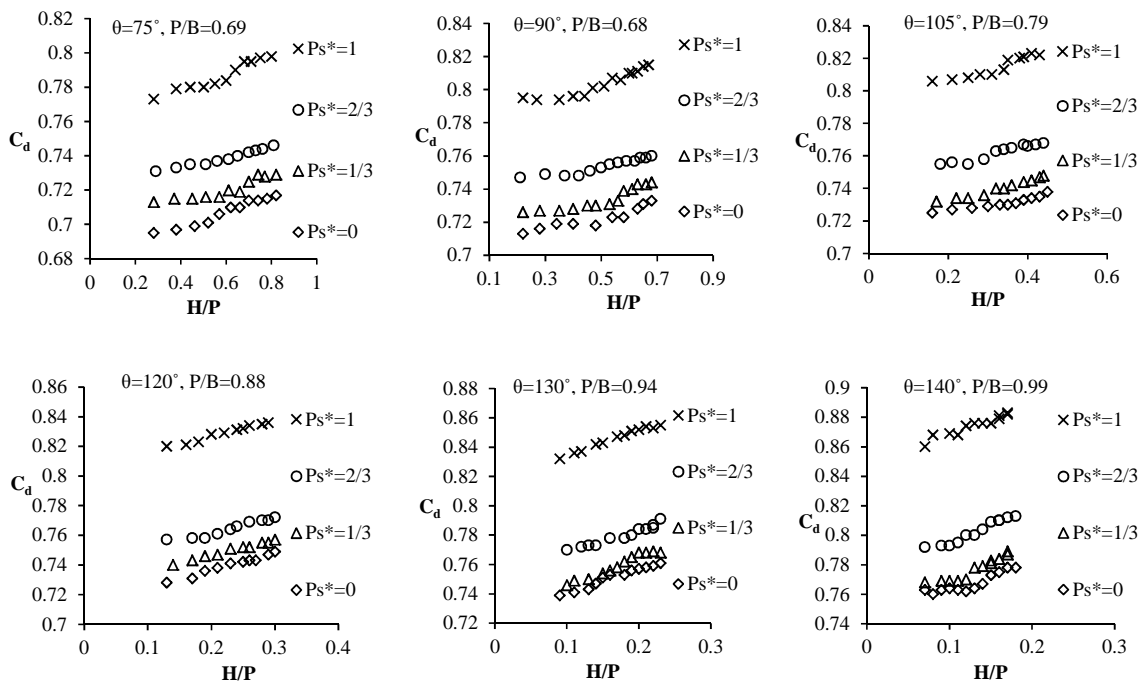 θ=75˚, P/B=0.69
0.82
0.8
0.78
0.76
0.74
0.72
0.7
0.68
C_d
0 0.2 0.4 0.6 0.8 1
H/P
Ps*=1
Ps*=2/3
Ps*=1/3
Ps*=0
θ=90˚, P/B=0.68
0.84
0.82
0.8
0.78
0.76
0.74
0.72
0.7
C_d
0.1 0.3 0.5 0.7 0.9
H/P
Ps*=1
Ps*=2/3
Ps*=1/3
Ps*=0
θ=105˚, P/B=0.79
0.84
0.82
0.8
0.78
0.76
0.74
0.72
0.7
C_d
0 0.2 0.4 0.6
H/P
Ps*=1
Ps*=2/3
Ps*=1/3
Ps*=0
θ=120˚, P/B=0.88
0.86
0.84
0.82
0.8
0.78
0.76
0.74
0.72
0.7
C_d
0 0.1 0.2 0.3 0.4
H/P
Ps*=1
Ps*=2/3
Ps*=1/3
Ps*=0
θ=130˚, P/B=0.94
0.88
0.86
0.84
0.82
0.8
0.78
0.76
0.74
0.72
C_d
0 0.1 0.2 0.3
H/P
Ps*=1
Ps*=2/3
Ps*=1/3
Ps*=0
θ=140˚, P/B=0.99
0.9
0.88
0.86
0.84
0.82
0.8
0.78
0.76
0.74
C_d
0 0.1 0.2 0.3
H/P
Ps*=1
Ps*=2/3
Ps*=1/3
Ps*=0